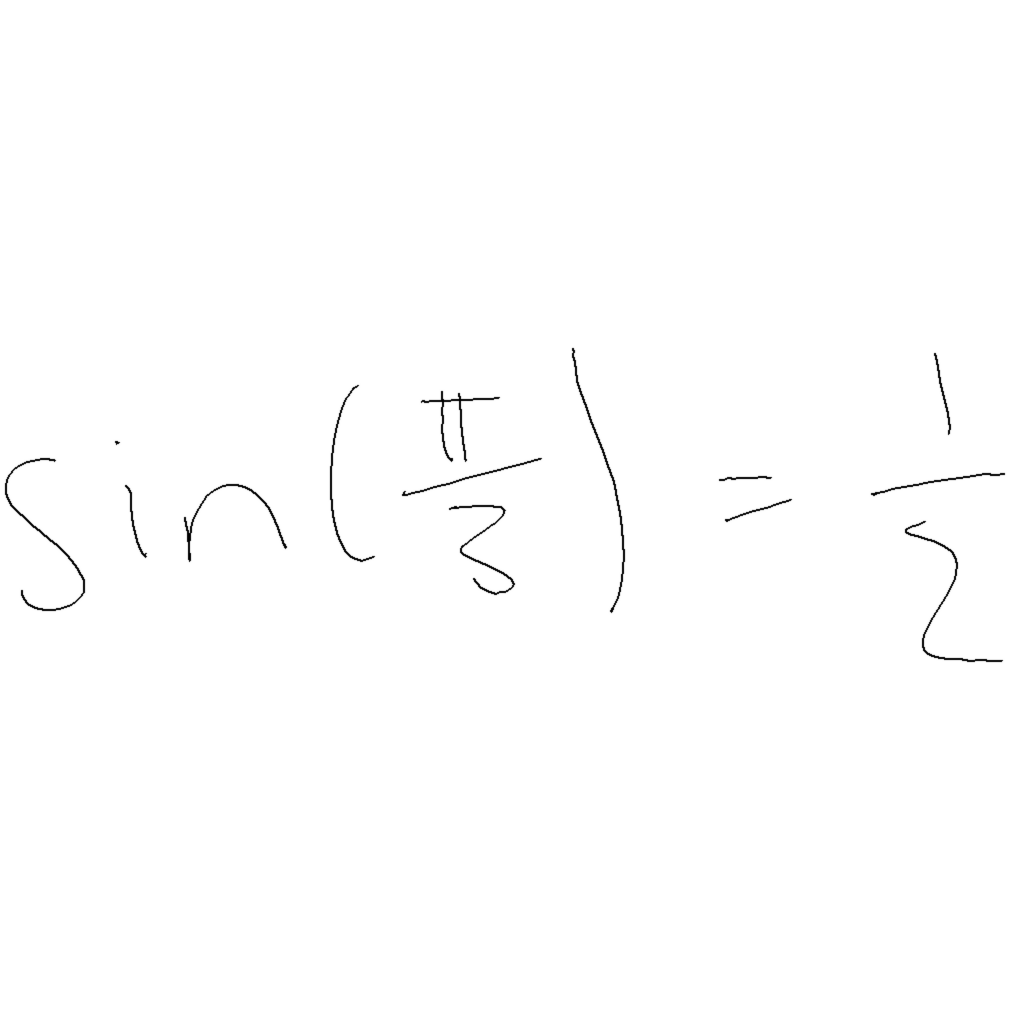 sin(π/3) = 1/2